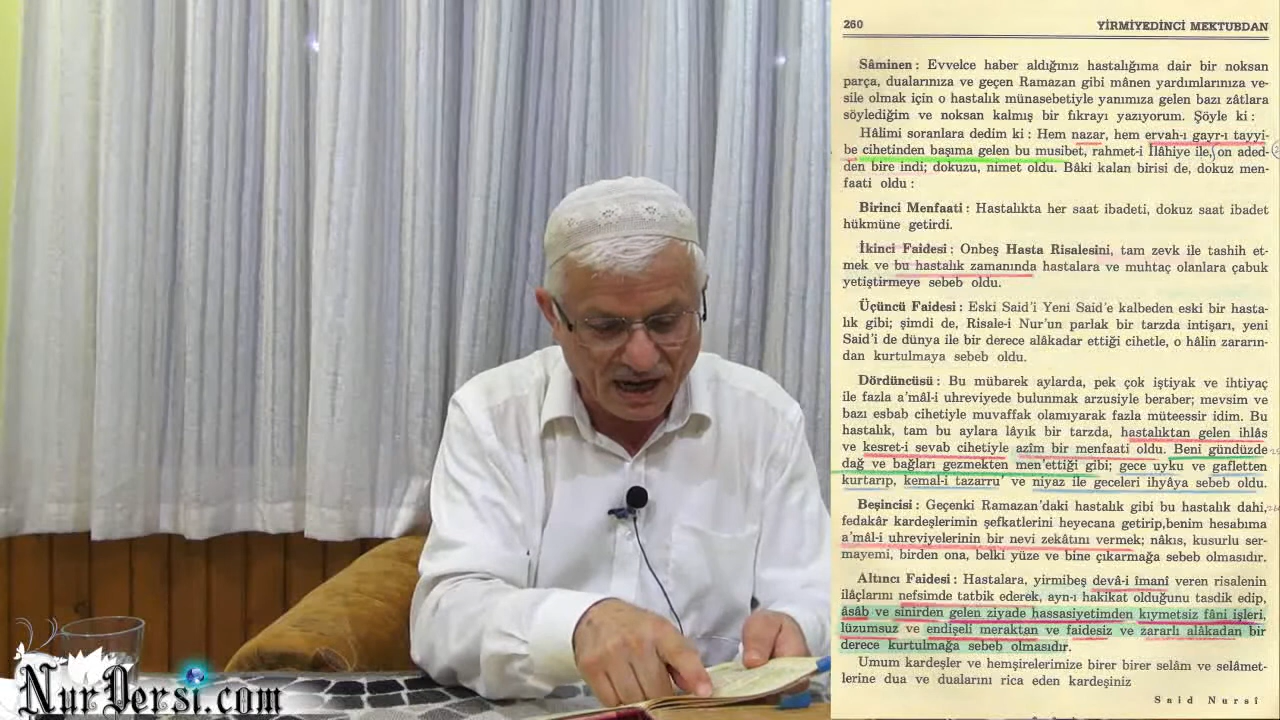 260 YİRMİYEDİNCİ MEKTUBDAN
Sâminen : Evvelce haber aldığınız hastalığıma dair bir noksan
parça, dualarınıza ve geçen Ramazan gibi mânen yardımlarınıza ve-
sile olmak için o hastalık münasebetiyle yanımıza gelen bazı zâtlara
söylediğim ve noksan kalmış bir fıkrayı yazıyorum. Şöyle ki :
Hâlimi soranlara dedim ki : Hem nazar, hem ervah-ı gayr-ı tayyi-
be cihetinden başıma gelen bu musibet, rahmet-i İlâhiye ile, on aded-
den bire indi; dokuzu, nimet oldu. Bâki kalan birisi de, dokuz men-
faati oldu :
Birinci Menfaati : Hastalıkta her saat ibadeti, dokuz saat ibadet
hükmüne getirdi.
İkinci Faidesi : Onbeş Hasta Risalesini, tam zevk ile tashih et-
mek ve bu hastalık zamanında hastalara ve muhtaç olanlara çabuk
yetiştirmeye sebeb oldu.
Üçüncü Faidesi : Eski Said'i Yeni Said'e kalbeden eski bir hasta-
lık gibi; şimdi de, Risale-i Nur'un parlak bir tarzda intişarı, yeni
Said'i de dünya ile bir derece alâkadar ettiği cihetle, o hâlin zararın-
dan kurtulmaya sebeb oldu.
Dördüncüsü : Bu mübarek aylarda, pek çok iştiyak ve ihtiyaç
ile fazla a'mâl-i uhreviyede bulunmak arzusiyle beraber; mevsim ve
bazı esbab cihetiyle muvaffak olamıyarak fazla müteessir idim. Bu
hastalık, tam bu aylara lâyık bir tarzda, hastalıktan gelen ihlâs
ve kesret-i sevab cihetiyle azîm bir menfaati oldu. Beni gündüzde
dağ ve bağları gezmekten men'ettiği gibi; gece uyku ve gafletten
kurtarıp, kemal-i tazarru' ve niyaz ile geceleri ihyâya sebeb oldu.
Beşincisi : Geçenki Ramazan'daki hastalık gibi bu hastalık dahi,
fedakâr kardeşlerimin şefkatlerini heyecana getirip,benim hesabıma
a'mâl-i uhreviyelerinin bir nevi zekâtını vermek; nâkıs, kusurlu ser-
mayemi, birden ona, belki yüze ve bine çıkarmağa sebeb olmasıdır.
Altıncı Faidesi : Hastalara, yirmibeş devâ-i îmanî veren risalenin
ilâçlarını nefsimde tatbik ederek, ayn-ı hakikat olduğunu tasdik edip,
âsâb ve sinirden gelen ziyade hassasiyetimden kıymetsiz fâni işleri,
lüzumsuz ve endişeli meraktan ve faidesiz ve zararlı alâkadan bir
derece kurtulmağa sebeb olmasıdır.
Umum kardeşler ve hemşirelerimize birer birer selâm ve selâmet-
lerine dua ve dualarını rica eden kardeşiniz
Said Nursî
NurDersi.com